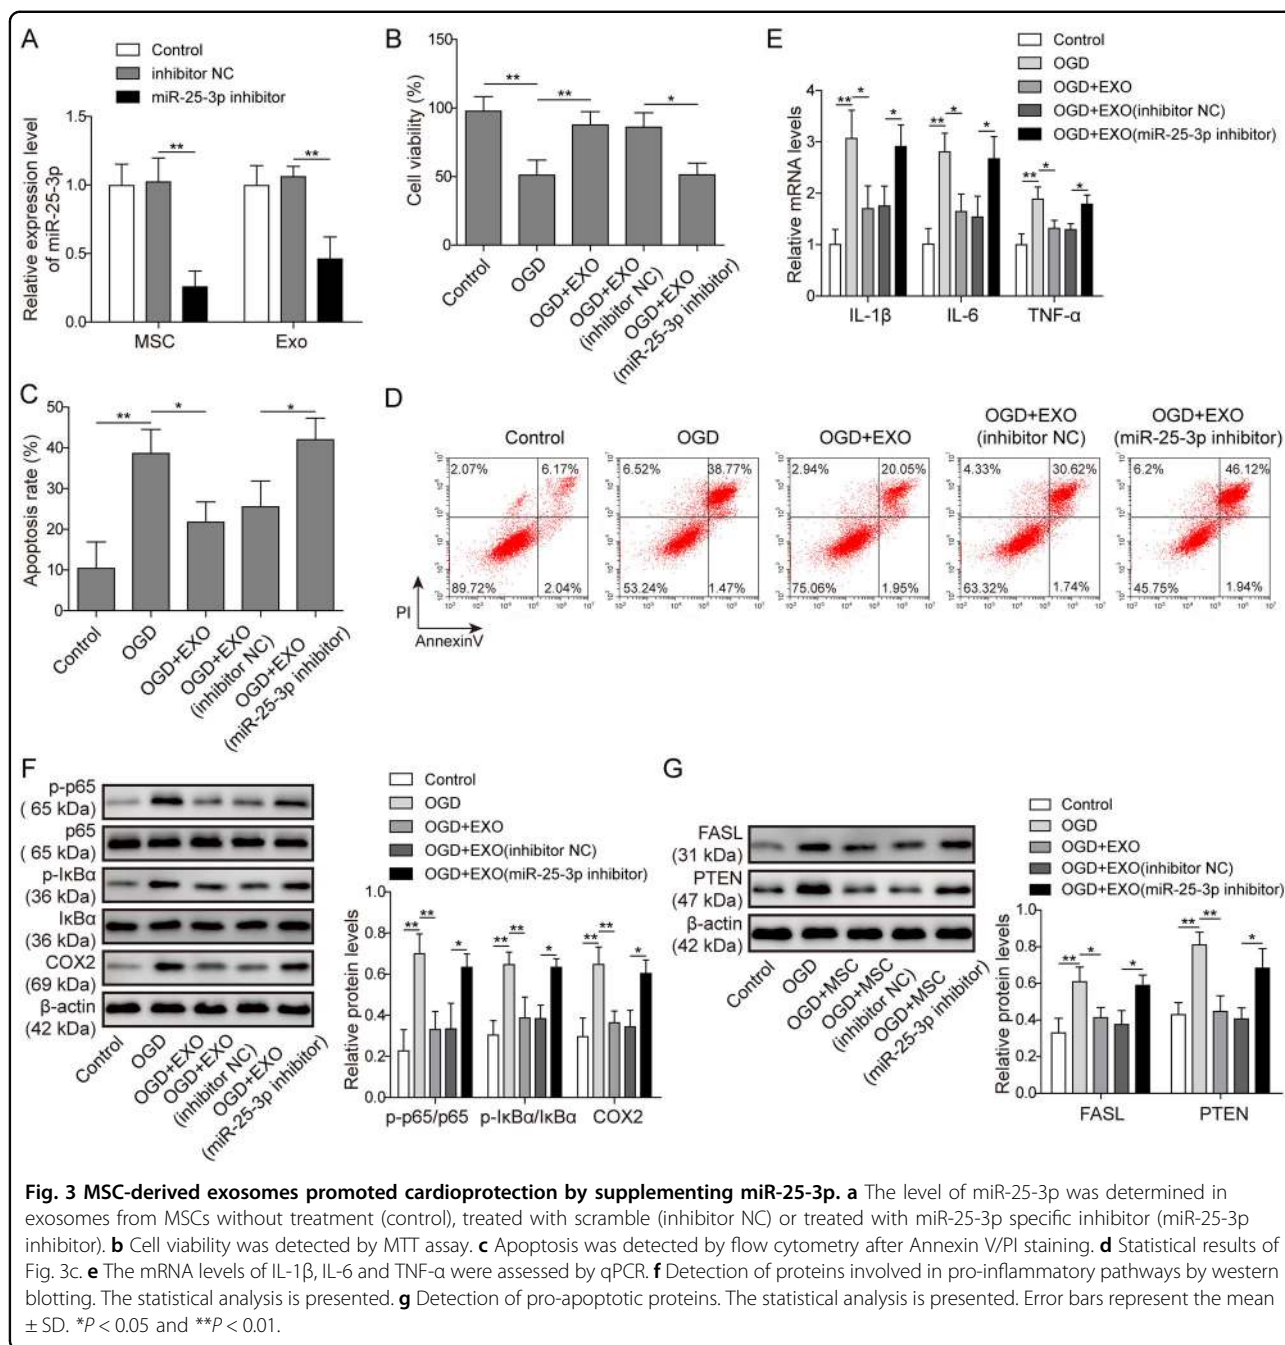 A
Control
inhibitor NC
miR-25-3p inhibitor
Relative expression level
of miR-25-3p
1.5
1.0
0.5
0.0
**
**
MSC
Exo
B
Cell viability (%)
150
100
50
0
**
**
*
Control
OGD
OGD+EXO
OGD+EXO
(inhibitor NC)
OGD+EXO
(miR-25-3p inhibitor)
E
Control
OGD
OGD+EXO
OGD+EXO(inhibitor NC)
OGD+EXO(miR-25-3p inhibitor)
Relative mRNA levels
4
3
2
1
0
** * *
** * *
** * *
IL-1β
IL-6
TNF-α
C
Apoptosis rate (%)
50
40
30
20
10
0
**
*
*
Control
OGD
OGD+EXO
OGD+EXO
(inhibitor NC)
OGD+EXO
(miR-25-3p inhibitor)
D
Control
2.07%
6.17%
89.72%
2.04%
OGD
6.52%
38.77%
53.24%
1.47%
OGD+EXO
2.94%
20.05%
75.06%
1.95%
OGD+EXO
(inhibitor NC)
4.33%
30.62%
63.32%
1.74%
OGD+EXO
(miR-25-3p inhibitor)
6.2%
46.12%
45.75%
1.94%
PI
AnnexinV
F
p-p65
( 65 kDa)
p65
( 65 kDa)
p-IκBα
(36 kDa)
IκBα
(36 kDa)
COX2
(69 kDa)
β-actin
(42 kDa)
Control
OGD
OGD+EXO
OGD+EXO
(inhibitor NC)
OGD+EXO
(miR-25-3p inhibitor)
Control
OGD
OGD+EXO
OGD+EXO(inhibitor NC)
OGD+EXO(miR-25-3p inhibitor)
Relative protein levels
1.0
0.8
0.6
0.4
0.2
0.0
** ** *
** ** *
** ** *
p-p65/p65
p-IκBα/IκBα
COX2
G
FASL
(31 kDa)
PTEN
(47 kDa)
β-actin
(42 kDa)
Control
OGD
OGD+MSC
OGD+MSC
(inhibitor NC)
OGD+MSC
(miR-25-3p inhibitor)
Control
OGD
OGD+EXO
OGD+EXO(inhibitor NC)
OGD+EXO(miR-25-3p inhibitor)
Relative protein levels
1.0
0.8
0.6
0.4
0.2
0.0
** * *
** ** *
FASL
PTEN
Fig. 3 MSC-derived exosomes promoted cardioprotection by supplementing miR-25-3p. a The level of miR-25-3p was determined in
exosomes from MSCs without treatment (control), treated with scramble (inhibitor NC) or treated with miR-25-3p specific inhibitor (miR-25-3p
inhibitor). b Cell viability was detected by MTT assay. c Apoptosis was detected by flow cytometry after Annexin V/PI staining. d Statistical results of
Fig. 3c. e The mRNA levels of IL-1β, IL-6 and TNF-α were assessed by qPCR. f Detection of proteins involved in pro-inflammatory pathways by western
blotting. The statistical analysis is presented. g Detection of pro-apoptotic proteins. The statistical analysis is presented. Error bars represent the mean
± SD. *P < 0.05 and **P < 0.01.